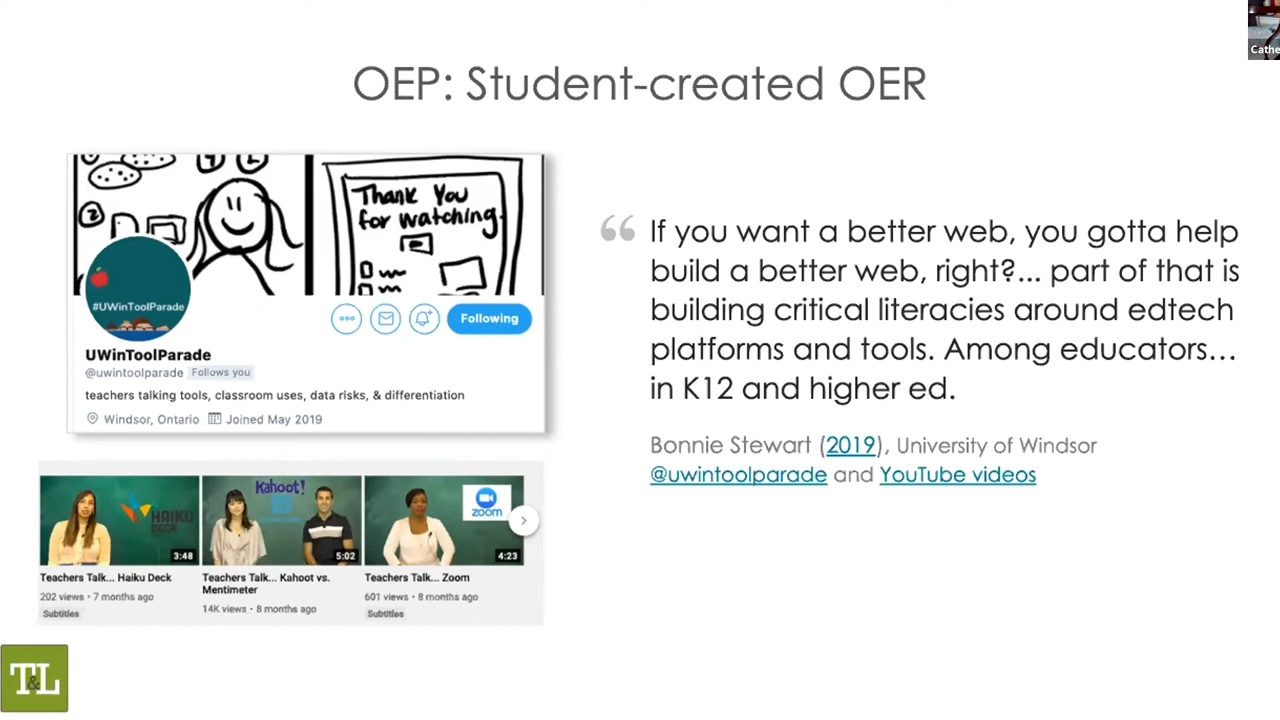 Cathe
OEP: Student-created OER
Thank You
for watching
#UWinToolParade
Following
UWinToolParade
@uwintoolparade Follows you
teachers talking tools, classroom uses, data risks, & differentiation
Windsor, Ontario Joined May 2019
“ If you want a better web, you gotta help
build a better web, right?... part of that is
building critical literacies around edtech
platforms and tools. Among educators...
in K12 and higher ed.
Bonnie Stewart (2019), University of Windsor
@uwintoolparade and YouTube videos
HAIKU
DECK
3:48
Kahoot!
5:02
zoom
4:23
Teachers Talk... Haiku Deck
202 views • 7 months ago
Subtitles
Teachers Talk... Kahoot vs.
Mentimeter
14K views • 8 months ago
Teachers Talk... Zoom
601 views • 8 months ago
Subtitles
T&L